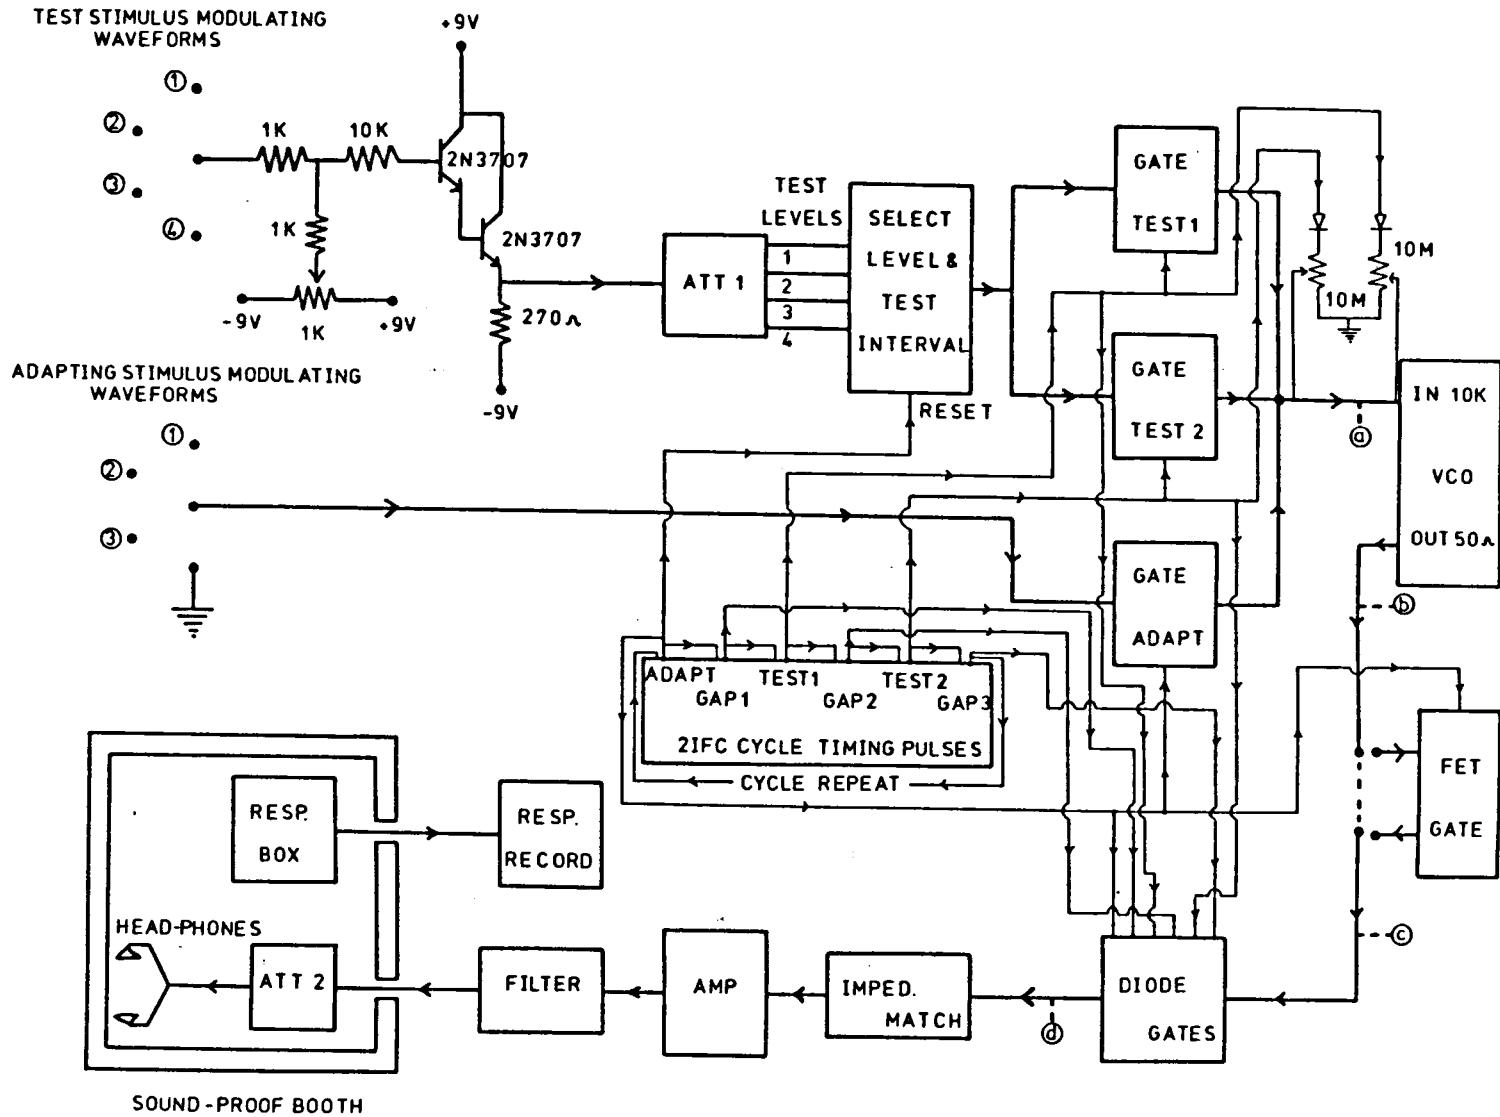 TEST STIMULUS MODULATING
WAVEFORMS
①
②
③
④
1K
10K
1K
-9V
+9V
1K
+9V
2N3707
2N3707
270Ω
-9V
ATT 1
TEST
LEVELS
1
2
3
4
SELECT
LEVEL &
TEST
INTERVAL
RESET
GATE
TEST1
GATE
TEST 2
GATE
ADAPT
10M
10M
IN 10K
VCO
OUT 50Ω
ⓐ
ⓑ
ⓒ
ⓓ
FET
GATE
ADAPTING STIMULUS MODULATING
WAVEFORMS
①
②
③
ADAPT
GAP1
TEST1
GAP2
TEST2
GAP3
2IFC CYCLE TIMING PULSES
CYCLE REPEAT
DIODE
GATES
IMPED.
MATCH
AMP
FILTER
ATT 2
HEAD-PHONES
RESP.
BOX
RESP.
RECORD
SOUND-PROOF BOOTH